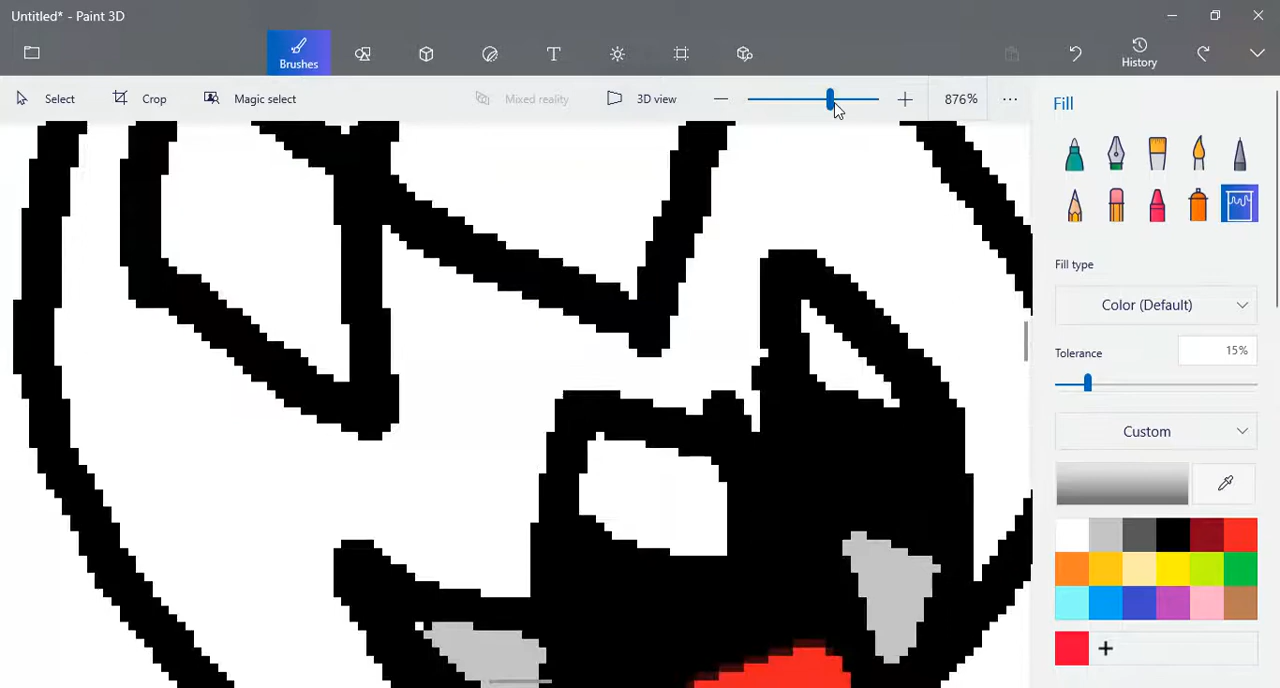 Untitled* - Paint 3D
Brushes
History
Select
Crop
Magic select
Mixed reality
3D view
876%
Fill
Fill type
Color (Default)
Tolerance
15%
Custom